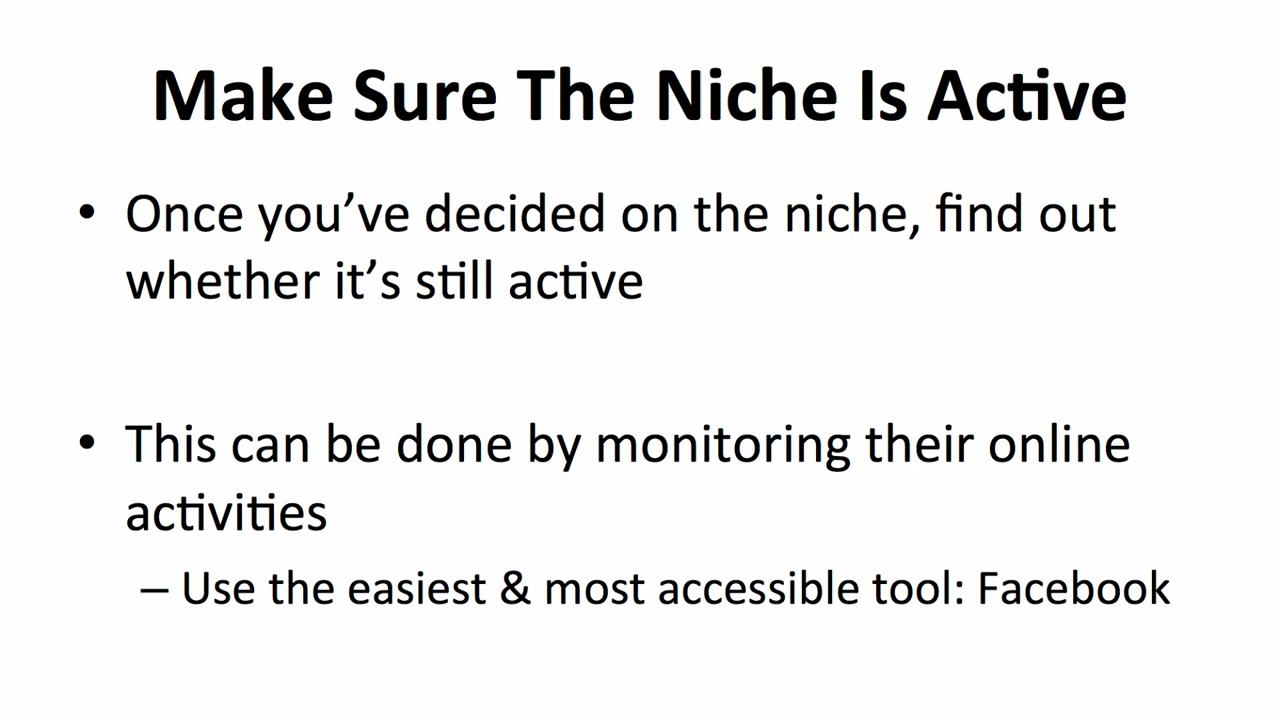 Make Sure The Niche Is Active
• Once you’ve decided on the niche, find out
whether it’s still active
• This can be done by monitoring their online
activities
– Use the easiest & most accessible tool: Facebook